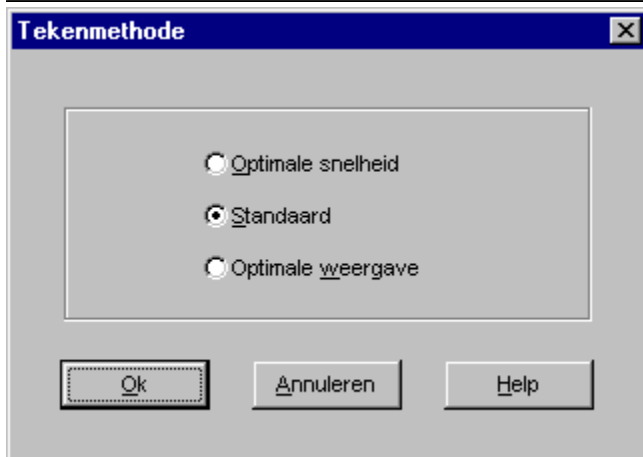 Tekenmethode
Optimale snelheid
Standaard
Optimale weergave
Ok Annuleren Help